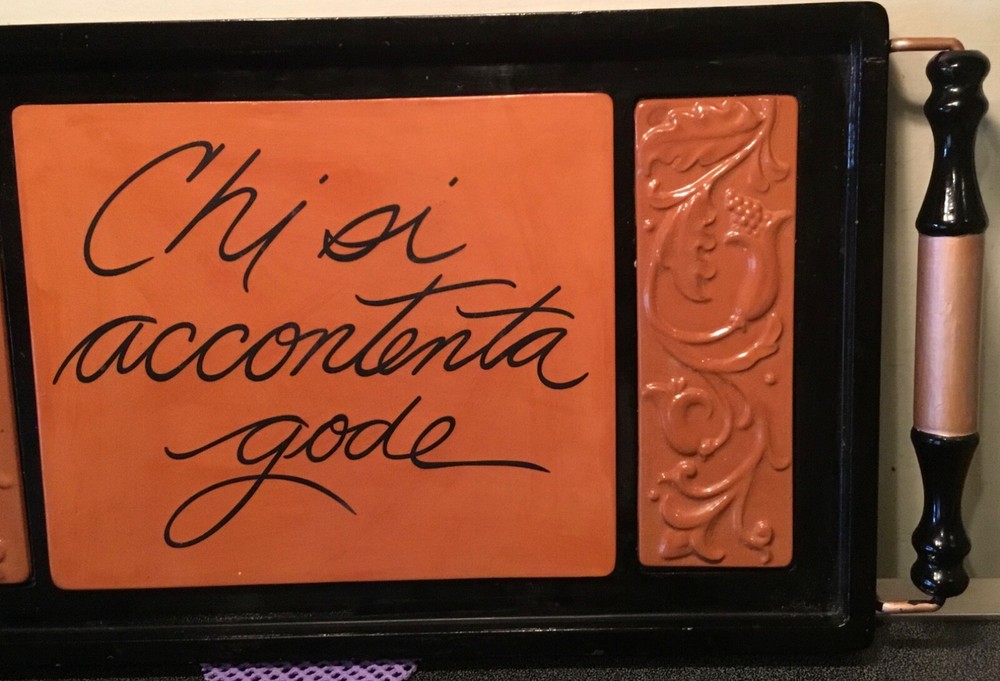 Chi si
accontenta
gode